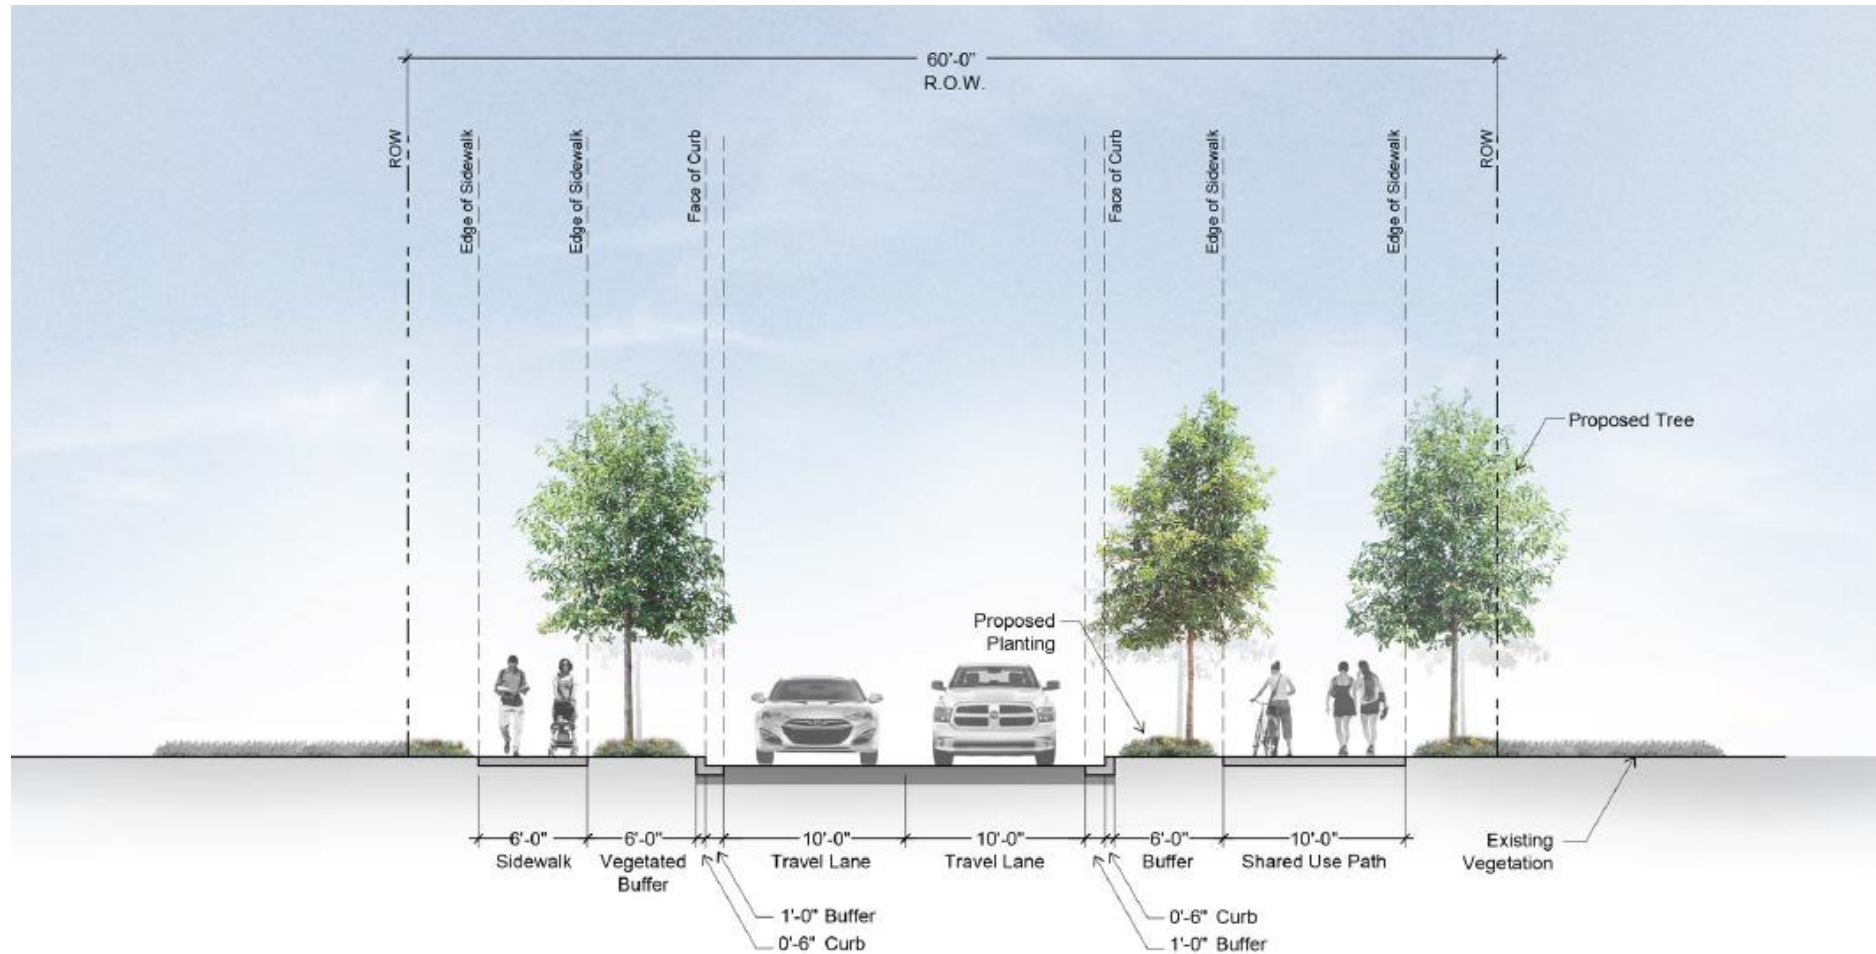 60'-0"
R.O.W.
ROW
Edge of Sidewalk
Edge of Sidewalk
Face of Curb
Face of Curb
Edge of Sidewalk
Edge of Sidewalk
ROW
Proposed Tree
Proposed
Planting
6'-0"
Sidewalk
6'-0"
Vegetated
Buffer
10'-0"
Travel Lane
10'-0"
Travel Lane
6'-0"
Buffer
10'-0"
Shared Use Path
Existing
Vegetation
1'-0" Buffer
0'-6" Curb
0'-6" Curb
1'-0" Buffer